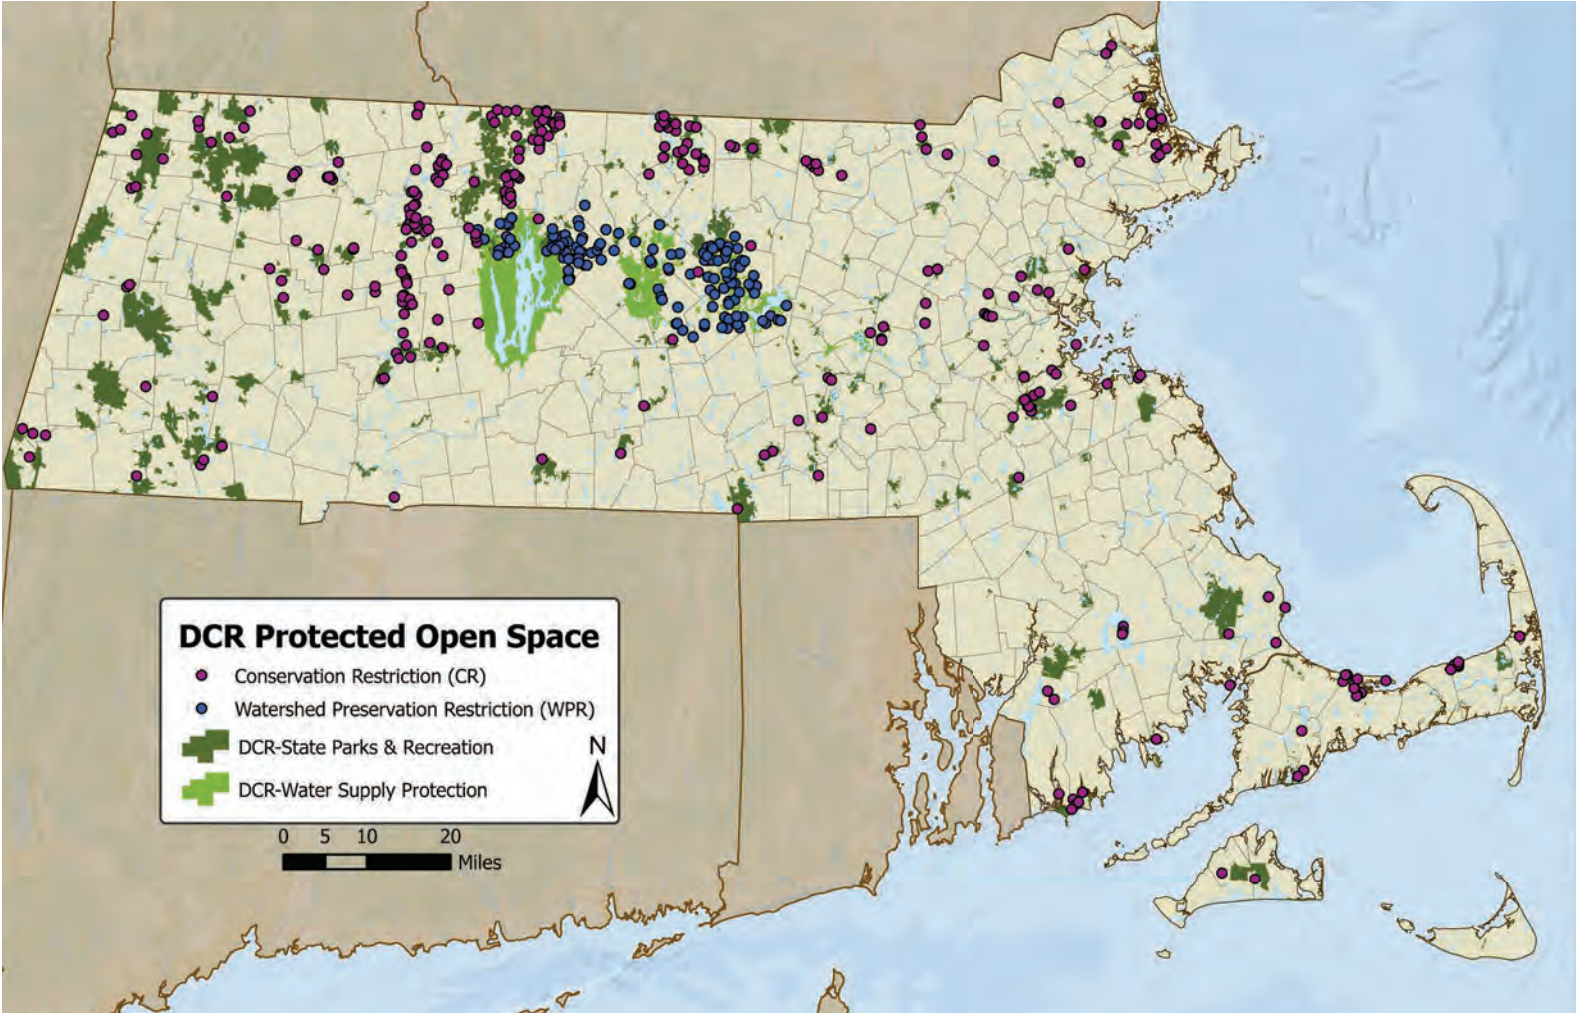 DCR Protected Open Space
Conservation Restriction (CR)
Watershed Preservation Restriction (WPR)
DCR-State Parks & Recreation
N
DCR-Water Supply Protection
0 5 10 20
Miles